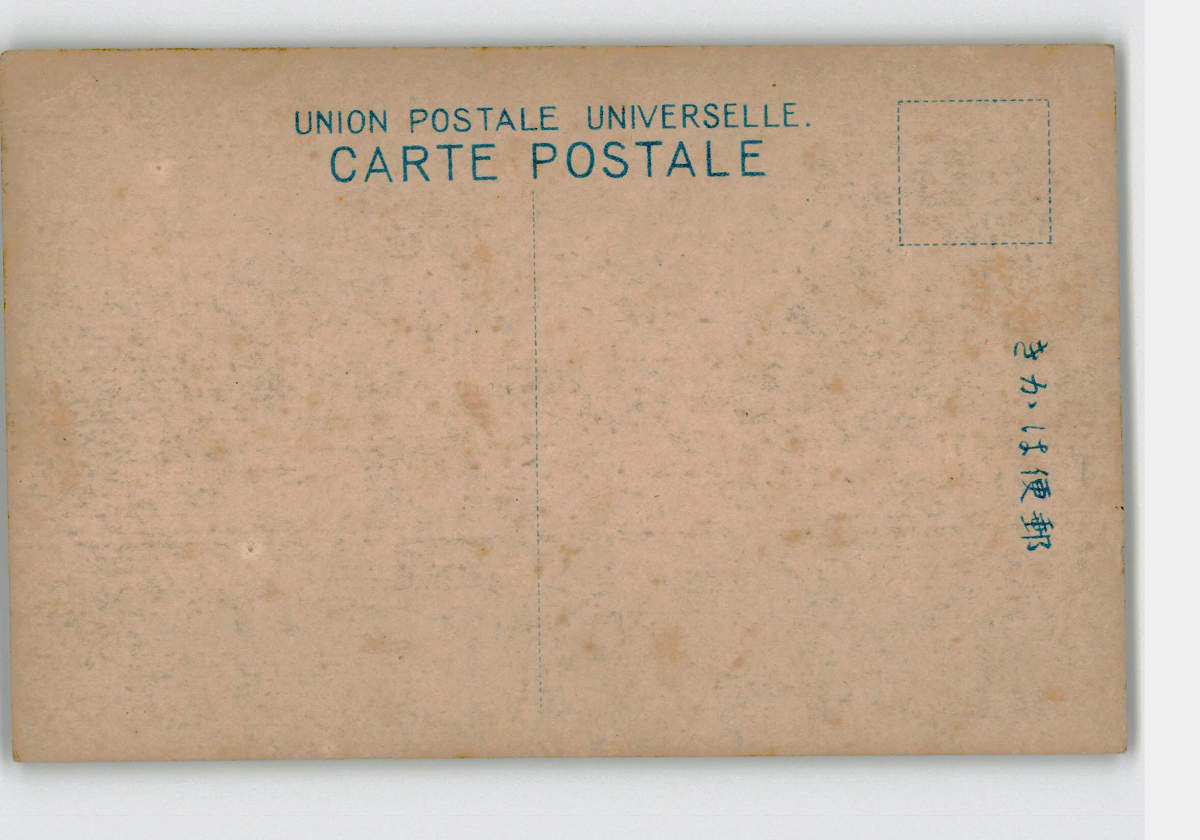 UNION POSTALE UNIVERSELLE.
CARTE POSTALE
郵便はかき